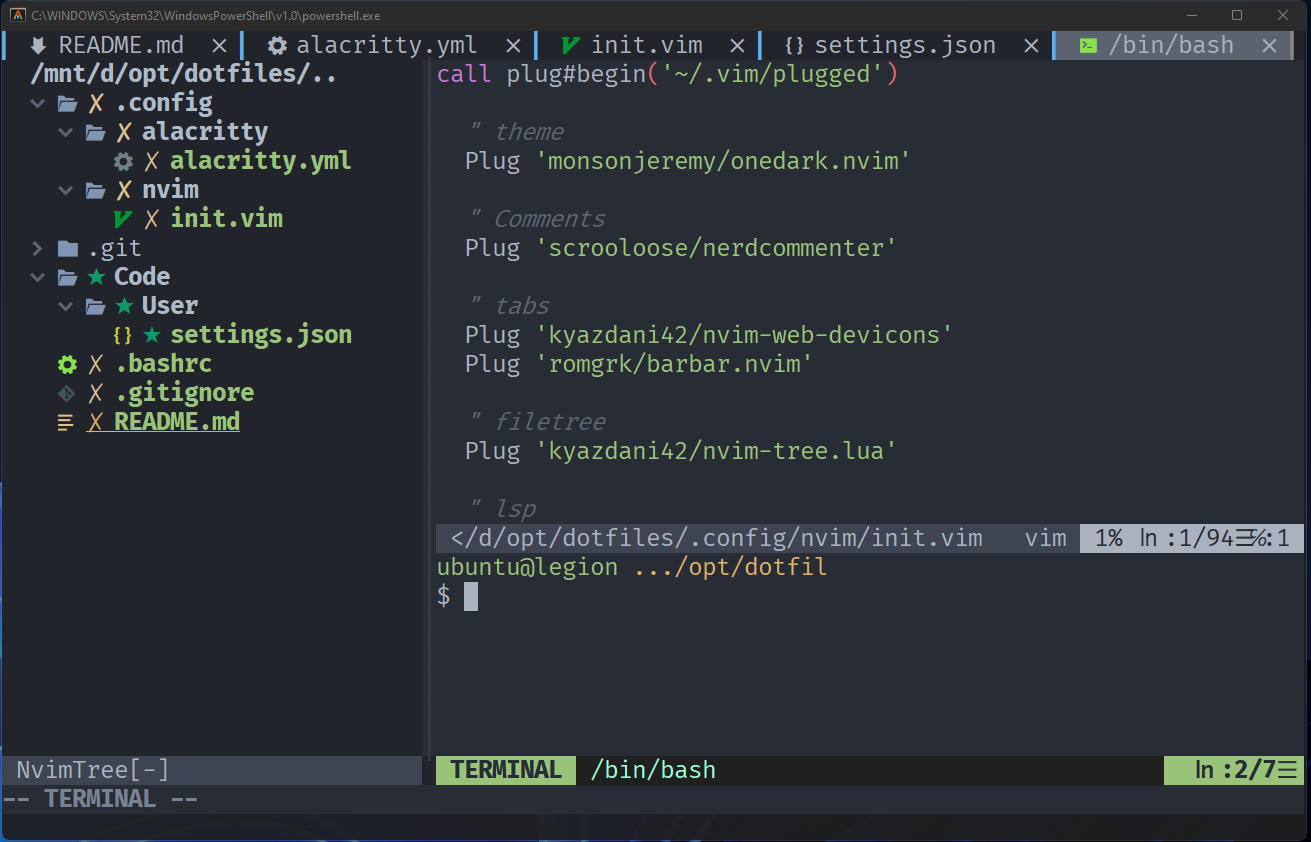 C:\WINDOWS\System32\WindowsPowerShell\v1.0\powershell.exe
README.md × alacritty.yml × init.vim × {} settings.json × /bin/bash ×
/mnt/d/opt/dotfiles/..
✗ .config
✗ alacritty
✗ alacritty.yml
✗ nvim
✗ init.vim
.git
★ Code
★ User
{} ★ settings.json
✗ .bashrc
✗ .gitignore
✗ README.md
NvimTree[-]
call plug#begin('~/.vim/plugged')
" theme
Plug 'monsonjeremy/onedark.nvim'
" Comments
Plug 'scrooloose/nerdcommenter'
" tabs
Plug 'kyazdani42/nvim-web-devicons'
Plug 'romgrk/barbar.nvim'
" filetree
Plug 'kyazdani42/nvim-tree.lua'
" lsp
</d/opt/dotfiles/.config/nvim/init.vim vim 1% ln :1/94☰℅:1
ubuntu@legion .../opt/dotfil
$
TERMINAL /bin/bash ln :2/7☰
-- TERMINAL --